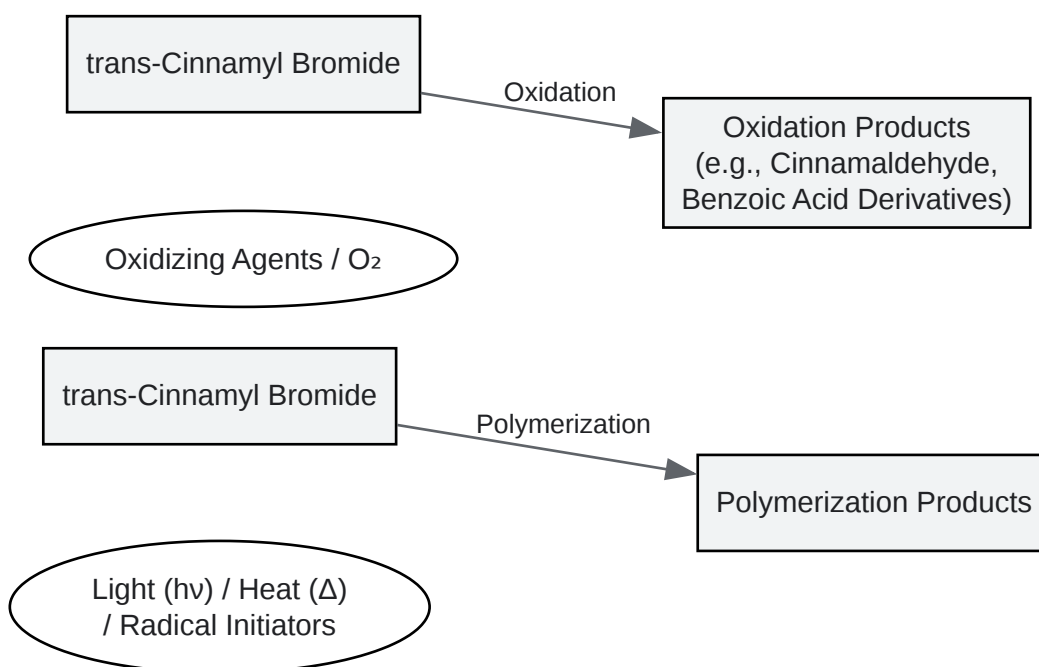 trans-Cinnamyl Bromide
Oxidation
Oxidation Products
(e.g., Cinnamaldehyde,
Benzoic Acid Derivatives)
Oxidizing Agents / O₂
trans-Cinnamyl Bromide
Polymerization
Polymerization Products
Light (hν) / Heat (Δ)
/ Radical Initiators